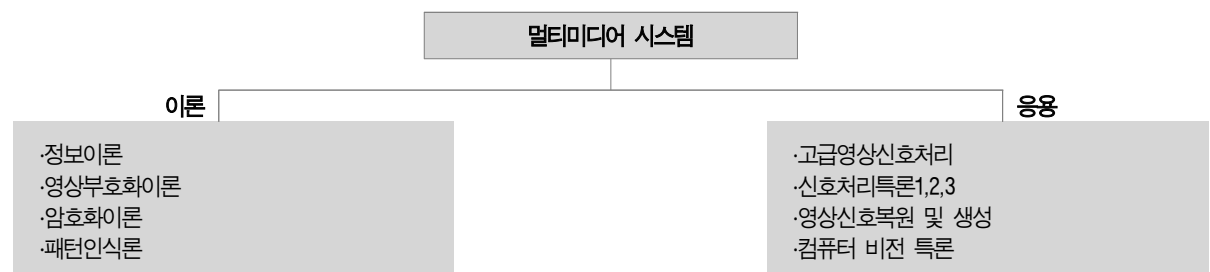 멀티미디어 시스템
이론
·정보이론
·영상부호화이론
·암호화이론
·패턴인식론
응용
·고급영상신호처리
·신호처리특론1,2,3
·영상신호복원 및 생성
·컴퓨터 비전 특론